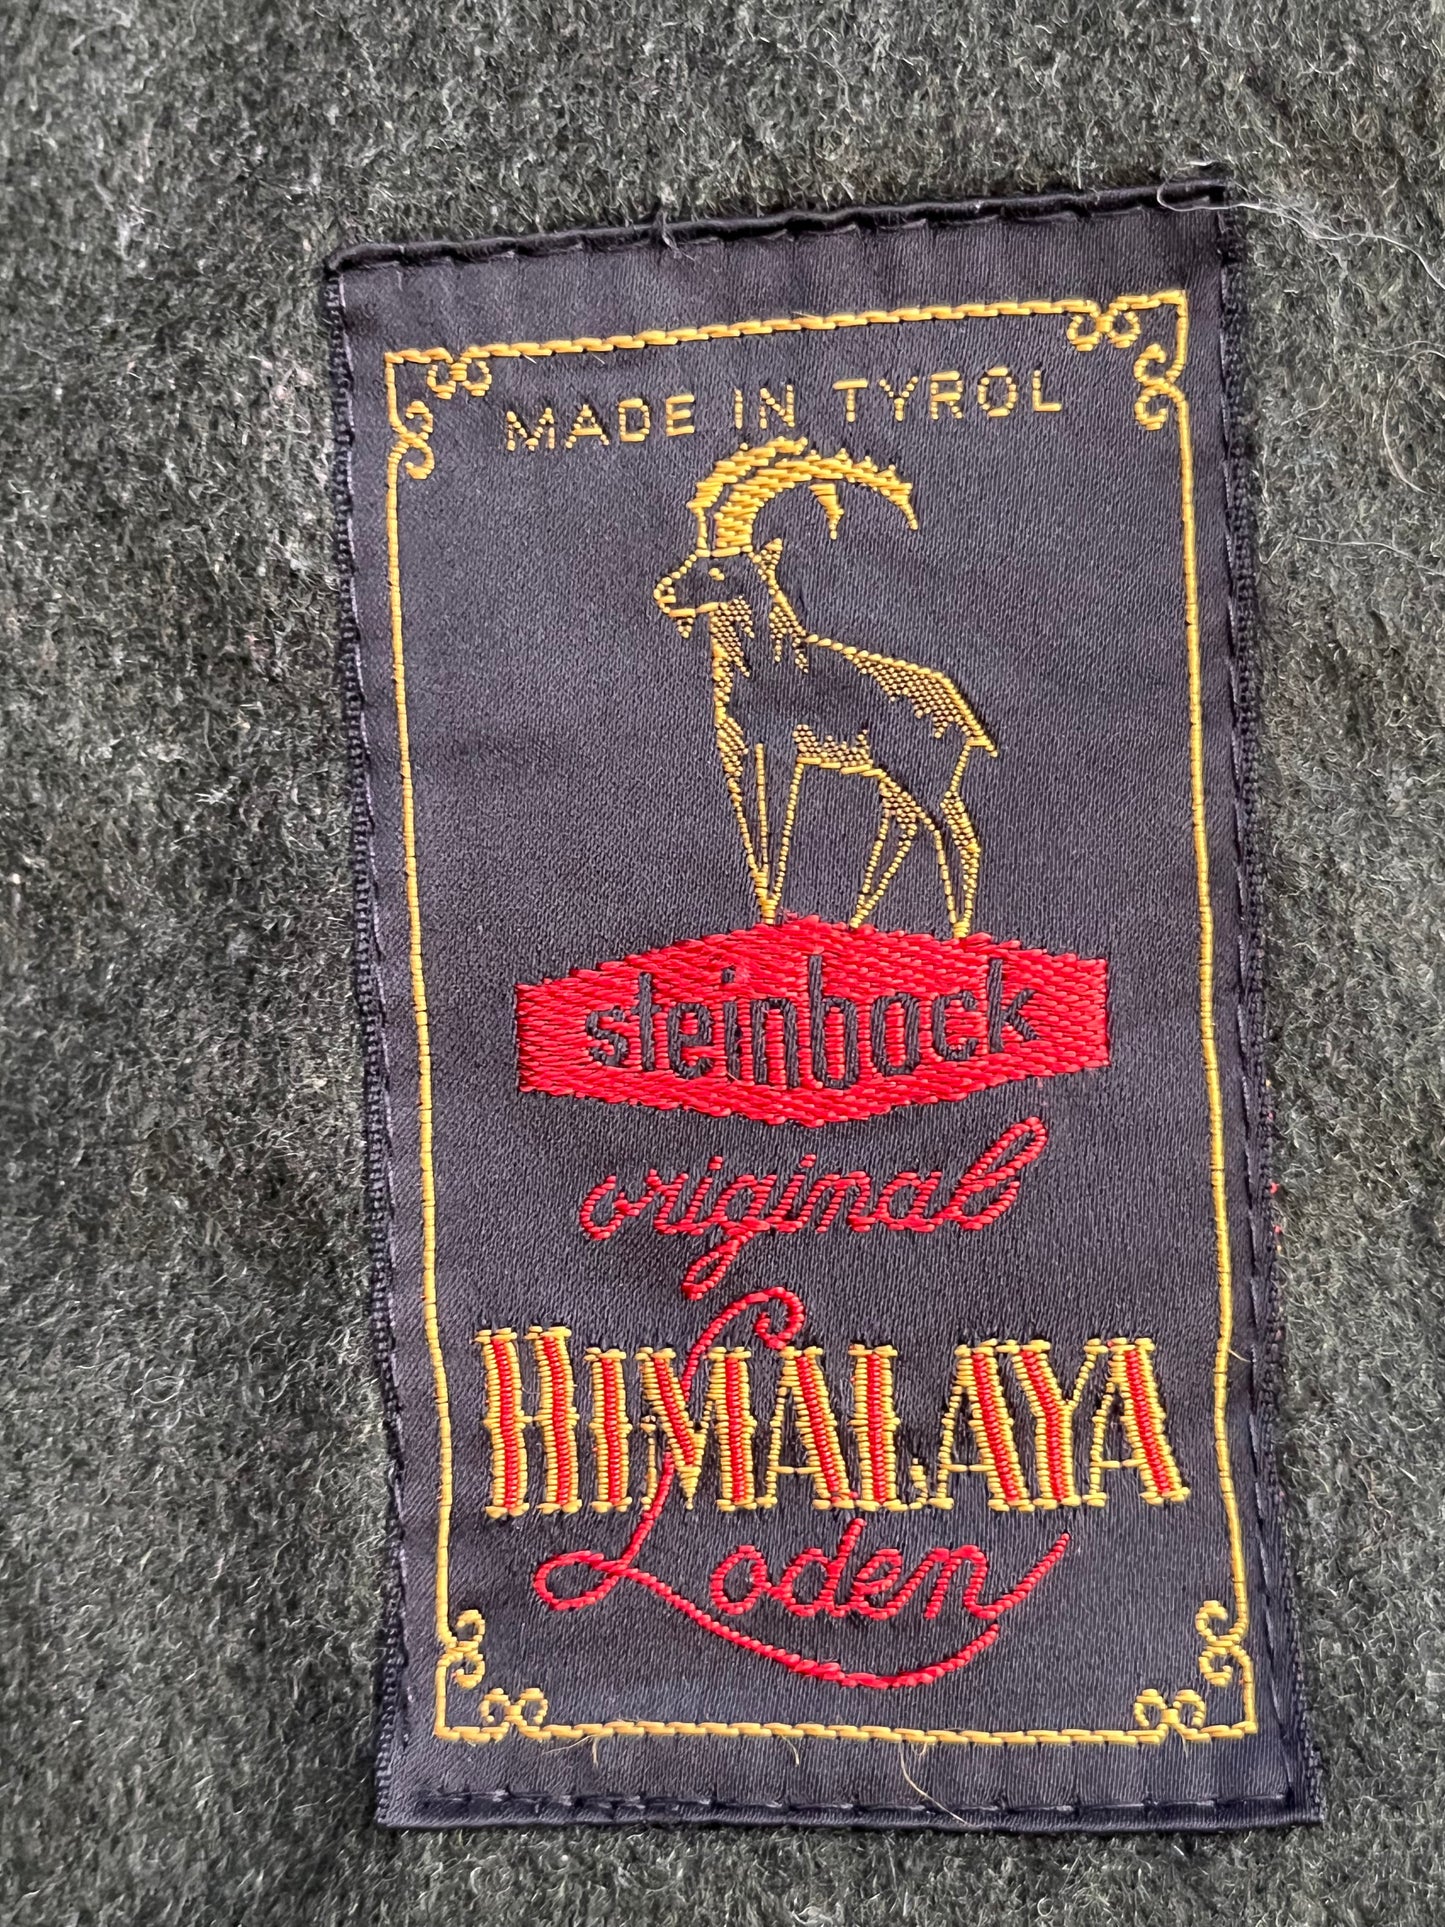 MADE IN TYROL
steinbock
original
HIMALAYA
Loden